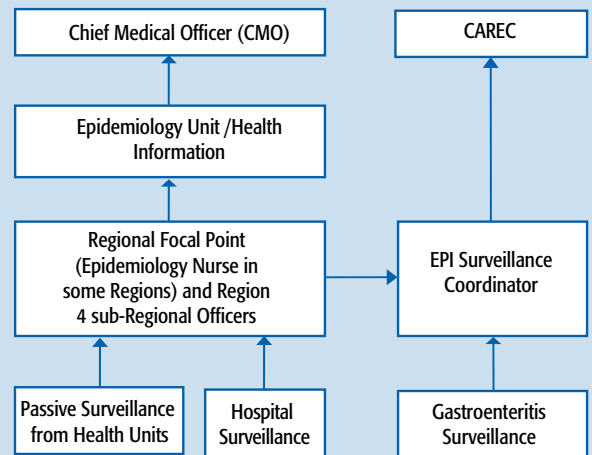 Chief Medical Officer (CMO)
CAREC
Epidemiology Unit /Health
Information
Regional Focal Point
(Epidemiology Nurse in
some Regions) and Region
4 sub-Regional Officers
EPI Surveillance
Coordinator
Passive Surveillance
from Health Units
Hospital
Surveillance
Gastroenteritis
Surveillance